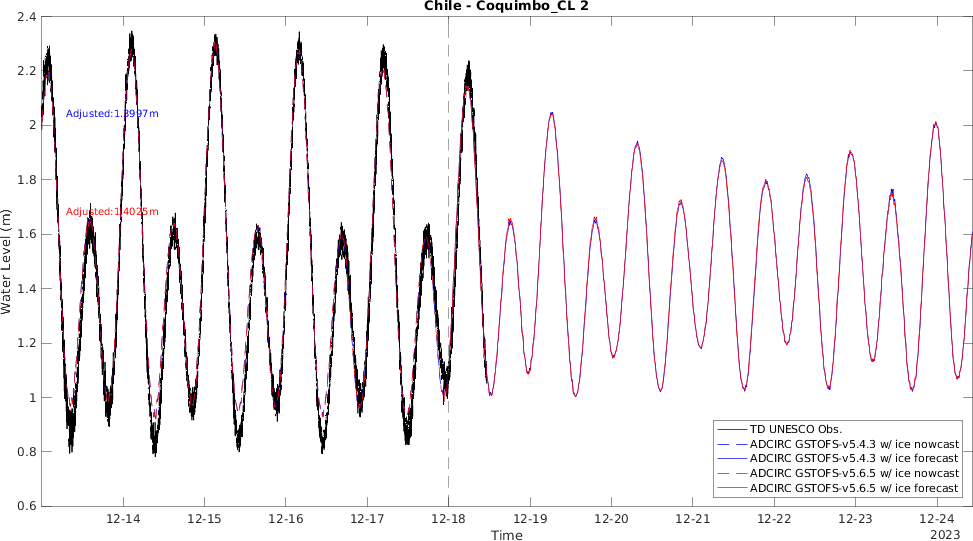 Chile - Coquimbo_CL 2
2.4
2.2
2
1.8
1.6
1.4
1.2
1
0.8
0.6
Water Level (m)
Adjusted:1.3997m
Adjusted:1.4025m
TD UNESCO Obs.
ADCIRC GSTOFS-v5.4.3 w/ ice nowcast
ADCIRC GSTOFS-v5.4.3 w/ ice forecast
ADCIRC GSTOFS-v5.6.5 w/ ice nowcast
ADCIRC GSTOFS-v5.6.5 w/ ice forecast
12-14 12-15 12-16 12-17 12-18 12-19 12-20 12-21 12-22 12-23 12-24
Time
2023